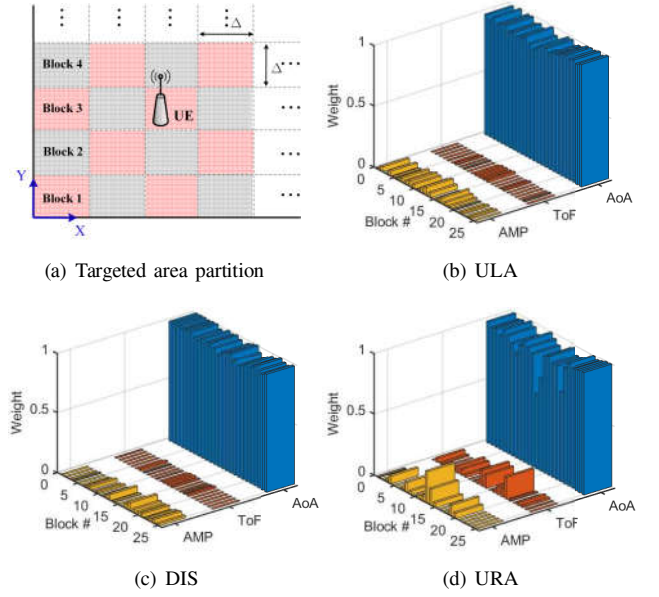 Δ
Block 4
Δ
Block 3
UE
Block 2
Y
Block 1
X
(a) Targeted area partition
1
0.5
0
Weight
0
5
10
15
20
25
Block #
AMP
ToF
AoA
(b) ULA
1
0.5
0
Weight
0
5
10
15
20
25
Block #
AMP
ToF
AoA
(c) DIS
1
0.5
0
Weight
0
5
10
15
20
25
Block #
AMP
ToF
AoA
(d) URA